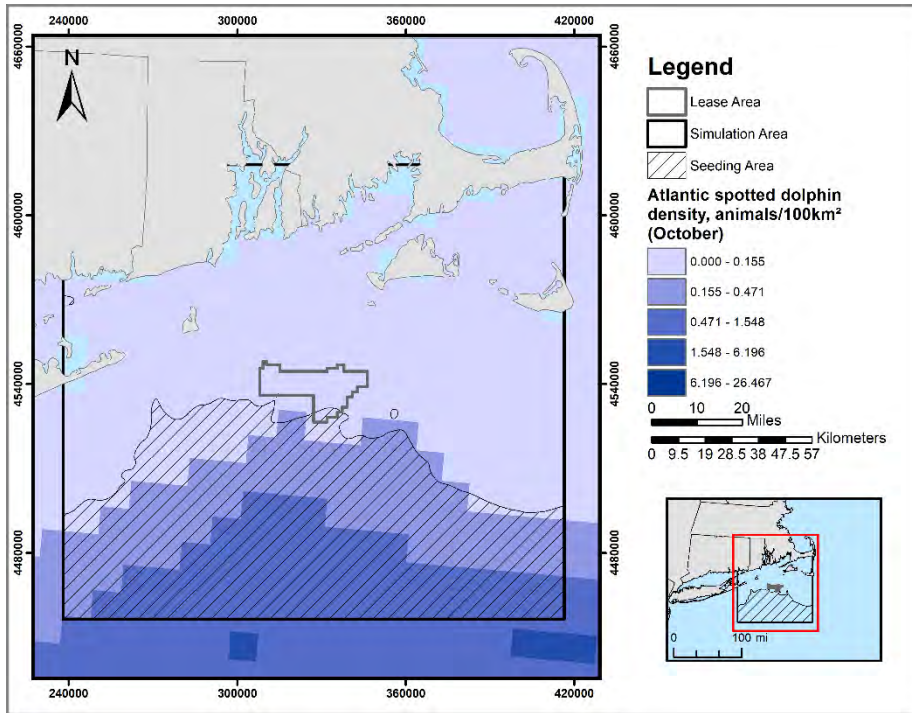 240000 300000 360000 420000
4660000
4600000
4540000
4480000
N
4660000
4600000
4540000
4480000
240000 300000 360000 420000
Legend
Lease Area
Simulation Area
Seeding Area
Atlantic spotted dolphin
density, animals/100km²
(October)
0.000 - 0.155
0.155 - 0.471
0.471 - 1.548
1.548 - 6.196
6.196 - 26.467
0 10 20
Miles
Kilometers
0 9.5 19 28.5 38 47.5 57
0 100 mi